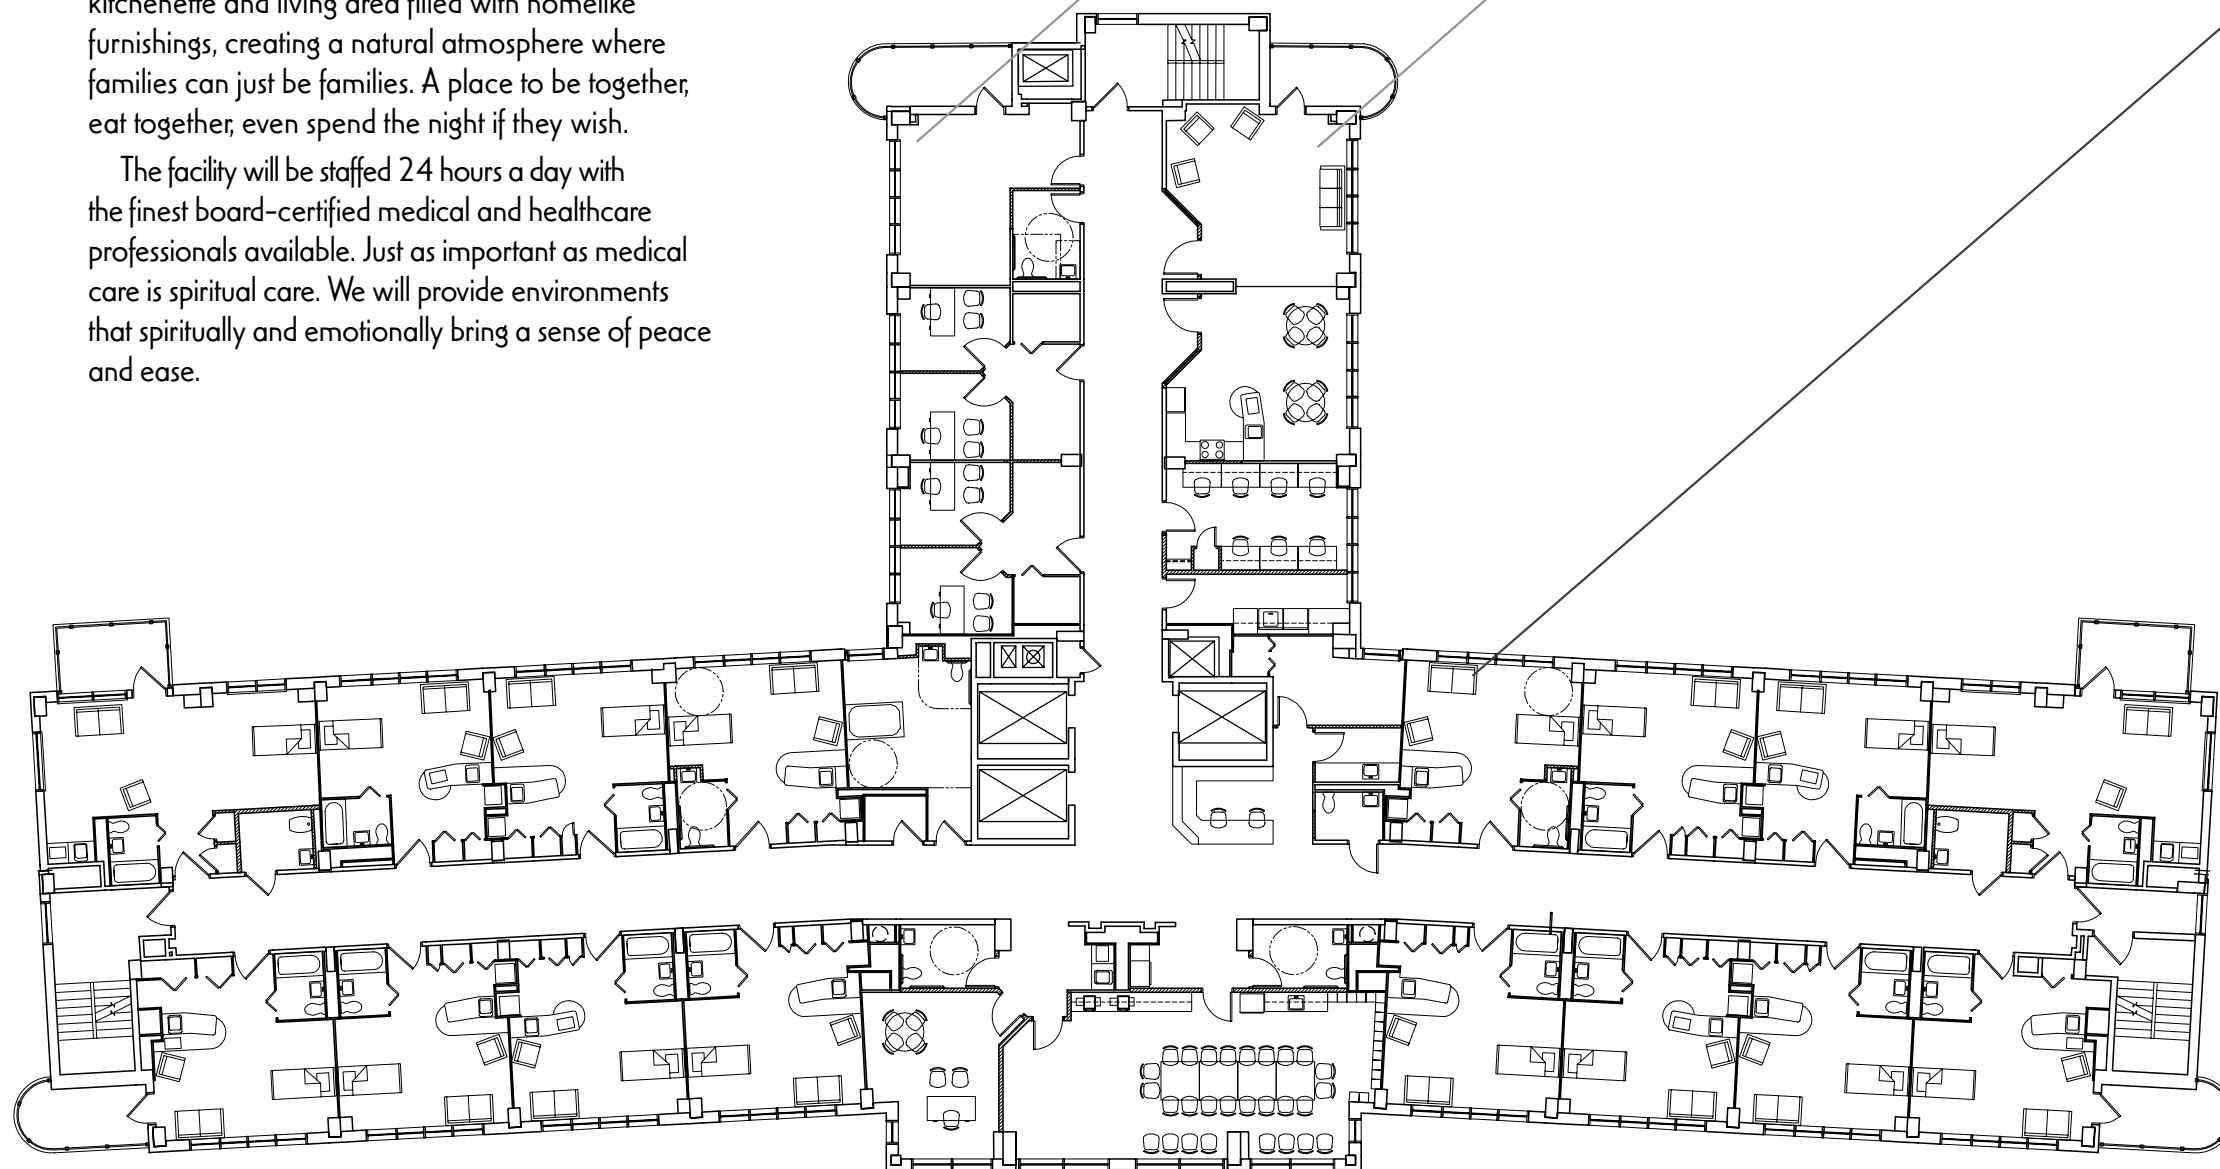 kitchenette and living area filled with homelike
furnishings, creating a natural atmosphere where
families can just be families. A place to be together,
eat together, even spend the night if they wish.
The facility will be staffed 24 hours a day with
the finest board-certified medical and healthcare
professionals available. Just as important as medical
care is spiritual care. We will provide environments
that spiritually and emotionally bring a sense of peace
and ease.